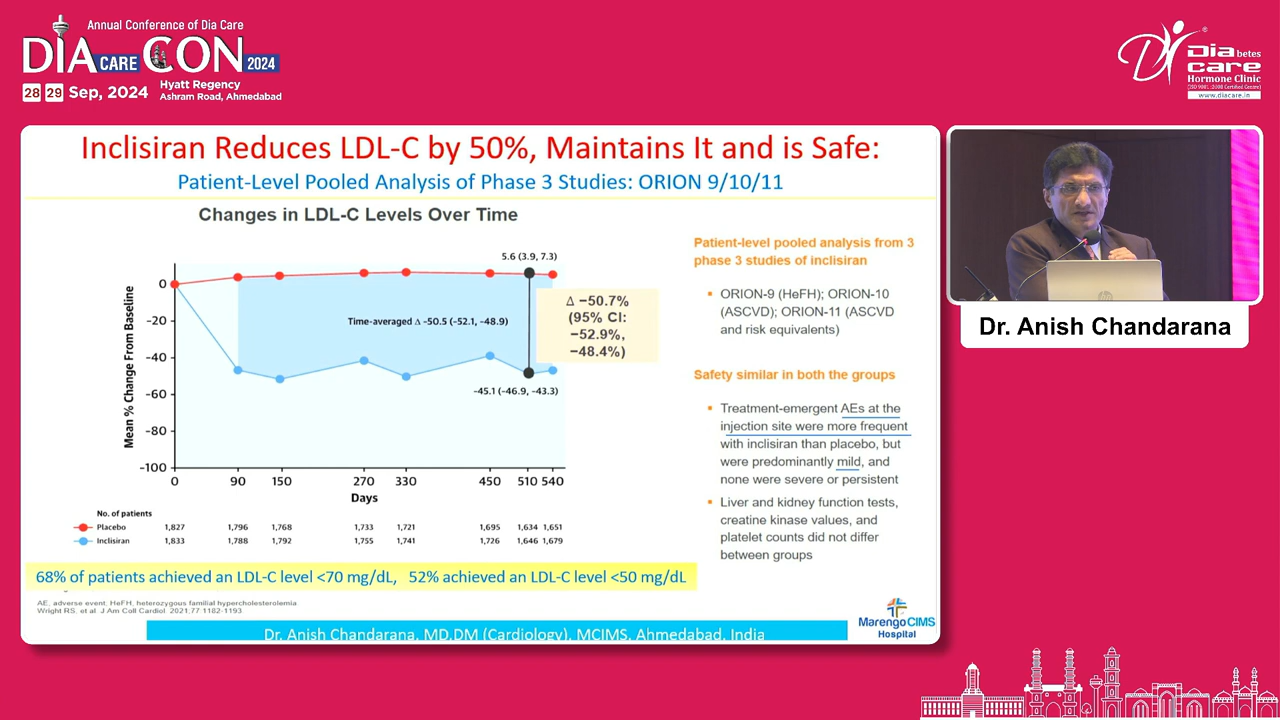 Annual Conference of Dia Care
DIA CARE CON 2024
28 29 Sep, 2024
Hyatt Regency
Ashram Road, Ahmedabad
Diabetes
care
Hormone Clinic
www.diacare.in
Inclisiran Reduces LDL-C by 50%, Maintains It and is Safe:
Patient-Level Pooled Analysis of Phase 3 Studies: ORION 9/10/11
Changes in LDL-C Levels Over Time
Mean % Change From Baseline
0
-20
-40
-60
-80
-100
5.6 (3.9, 7.3)
Time-averaged Δ -50.5 (-52.1, -48.9)
-45.1 (-46.9, -43.3)
Δ −50.7%
(95% CI:
−52.9%,
−48.4%)
0 90 150 270 330 450 510 540
Days
No. of patients
Placebo 1,827 1,796 1,768 1,733 1,721 1,695 1,634 1,651
Inclisiran 1,833 1,788 1,792 1,755 1,741 1,726 1,646 1,679
Patient-level pooled analysis from 3
phase 3 studies of inclisiran
▪ ORION-9 (HeFH); ORION-10
(ASCVD); ORION-11 (ASCVD
and risk equivalents)
Safety similar in both the groups
▪ Treatment-emergent AEs at the
injection site were more frequent
with inclisiran than placebo, but
were predominantly mild, and
none were severe or persistent
▪ Liver and kidney function tests,
creatine kinase values, and
platelet counts did not differ
between groups
68% of patients achieved an LDL-C level <70 mg/dL, 52% achieved an LDL-C level <50 mg/dL
AE, adverse event. HeFH, heterozygous familial hypercholesterolemia
Wright RS, et al. J Am Coll Cardiol. 2021;77:1182-1193.
Dr. Anish Chandarana, MD,DM (Cardiology), MCIMS, Ahmedabad, India
Marengo CIMS
Hospital
Dr. Anish Chandarana